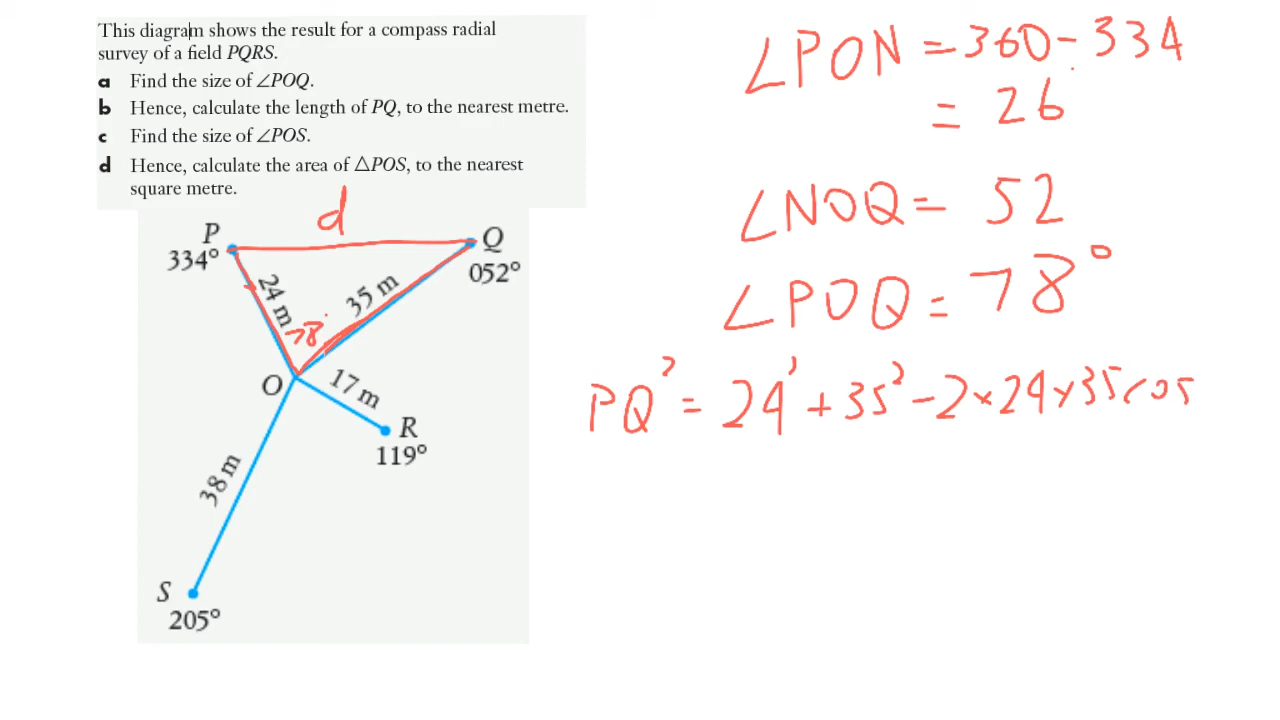 This diagram shows the result for a compass radial
survey of a field PQRS.
a Find the size of ∠POQ.
b Hence, calculate the length of PQ, to the nearest metre.
c Find the size of ∠POS.
d Hence, calculate the area of △POS, to the nearest
square metre.
∠PON = 360 - 334
= 26
∠NOQ = 52
∠POQ = 78°
PQ² = 24² + 35² - 2 × 24 × 35 cos
d
P
334°
Q
052°
24 m
35 m
78°
O
17 m
R
119°
38 m
S
205°